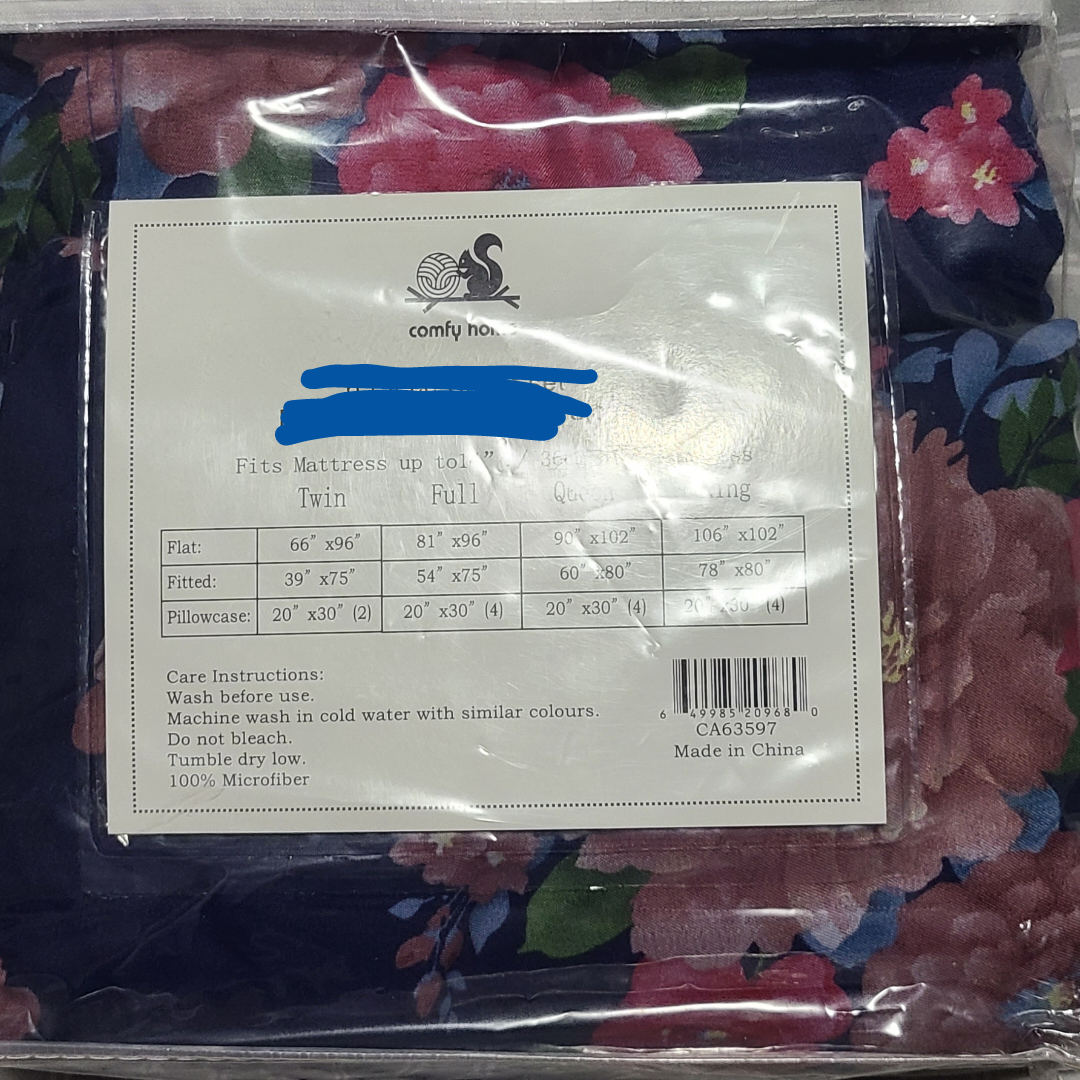 comfy
Fits Mattress up
Twin Full
Flat: 66” x96” 81” x96” 90” x102” 106” x102”
Fitted: 39” x75” 54” x75” 60” x80” 78” x80”
Pillowcase: 20” x30” (2) 20” x30” (4) 20” x30” (4) (4)
Care Instructions:
Wash before use.
Machine wash in cold water with similar colours.
Do not bleach.
Tumble dry low.
100% Microfiber
6 49985 20968 0
CA63597
Made in China